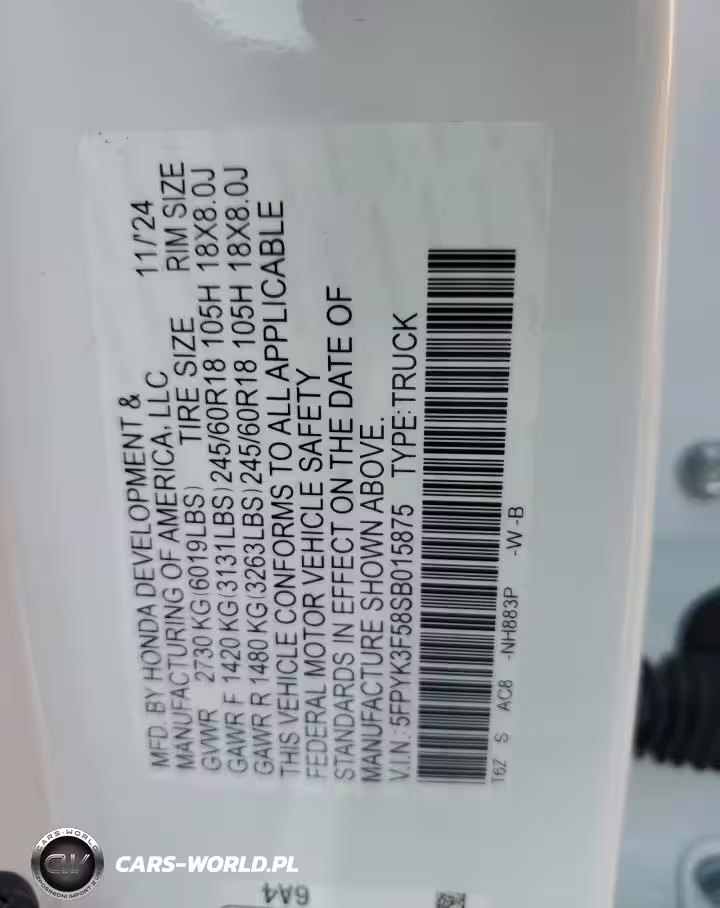 MFD. BY HONDA DEVELOPMENT & 11/'24
MANUFACTURING OF AMERICA, LLC TIRE SIZE RIM SIZE
GVWR 2730 KG(6019LBS)
GAWR F 1420 KG(3131LBS)245/60R18 105H 18X8.0J
GAWR R 1480 KG(3263LBS)245/60R18 105H 18X8.0J
THIS VEHICLE CONFORMS TO ALL APPLICABLE
FEDERAL MOTOR VEHICLE SAFETY
STANDARDS IN EFFECT ON THE DATE OF
MANUFACTURE SHOWN ABOVE.
V.I.N.:5FPYK3F58SB015875 TYPE:TRUCK
T6Z S AC8 -NH883P -W -B
6A4
CARS-WORLD
CW
CARS-WORLD.PL